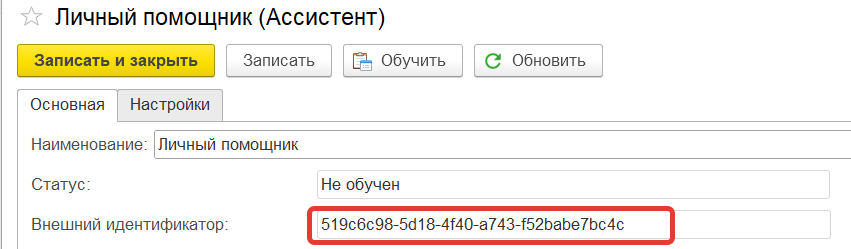 Личный помощник (Ассистент)
Записать и закрыть Записать Обучить Обновить
Основная Настройки
Наименование: Личный помощник
Статус: Не обучен
Внешний идентификатор: 519c6c98-5d18-4f40-a743-f52babe7bc4c